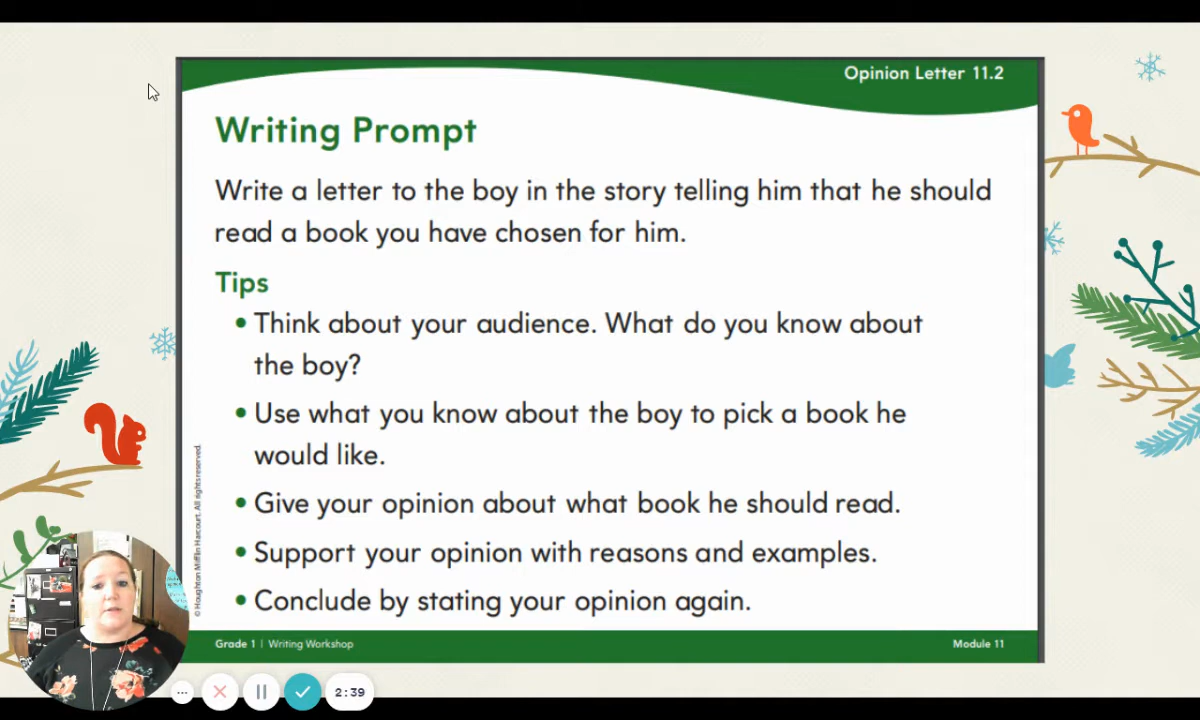 Opinion Letter 11.2
Writing Prompt
Write a letter to the boy in the story telling him that he should
read a book you have chosen for him.
Tips
• Think about your audience. What do you know about
the boy?
• Use what you know about the boy to pick a book he
would like.
• Give your opinion about what book he should read.
• Support your opinion with reasons and examples.
• Conclude by stating your opinion again.
© Houghton Mifflin Harcourt. All rights reserved.
Grade 1 | Writing Workshop
Module 11
2:39